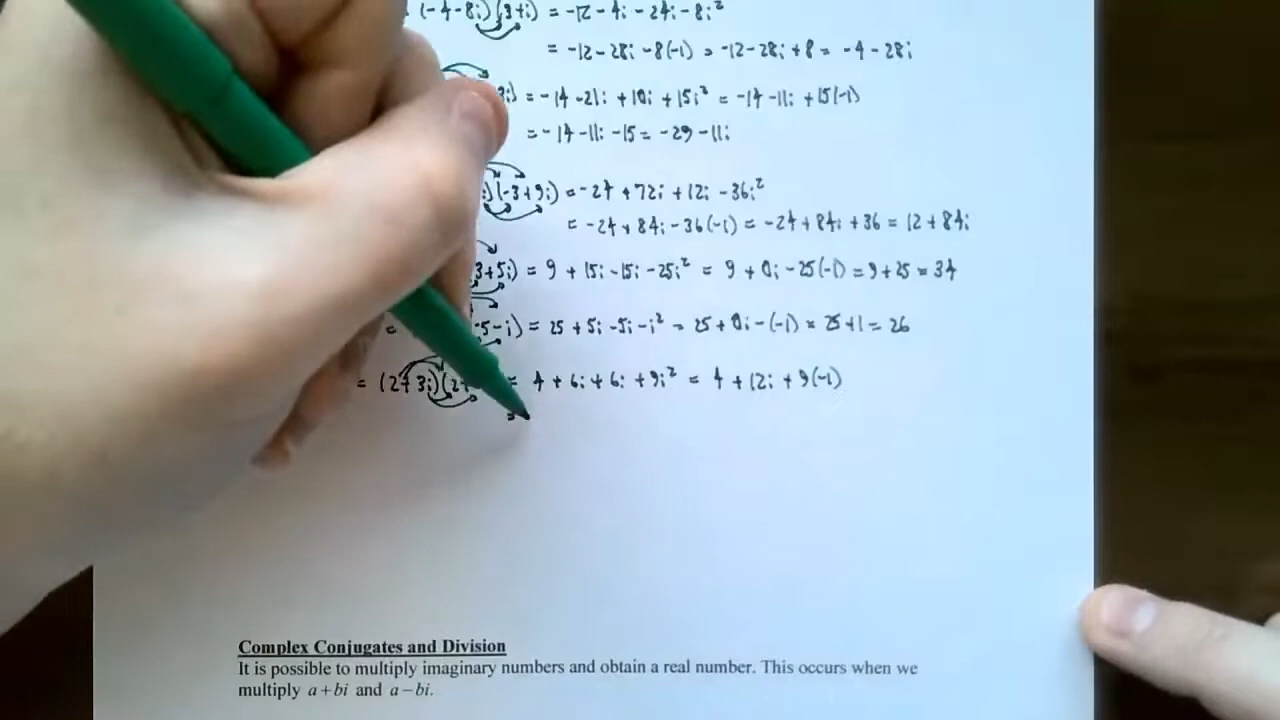 (-4-8i)(3+i) = -12 - 4i - 24i - 8i²
= -12 - 28i - 8(-1) = -12 - 28i + 8 = -4 - 28i
3i) = -14 - 21i + 10i + 15i² = -14 - 11i + 15(-1)
= -14 - 11i - 15 = -29 - 11i
i)(-3+9i) = -24 + 72i + 12i - 36i²
= -24 + 84i - 36(-1) = -24 + 84i + 36 = 12 + 84i
3+5i) = 9 + 15i - 15i - 25i² = 9 + 0i - 25(-1) = 9 + 25 = 34
= -5-i) = 25 + 5i - 5i - i² = 25 + 0i - (-1) = 25 + 1 = 26
= (2+3i)(2+ = 4 + 6i + 6i + 9i² = 4 + 12i + 9(-1)
=
Complex Conjugates and Division
It is possible to multiply imaginary numbers and obtain a real number. This occurs when we
multiply a+bi and a-bi.